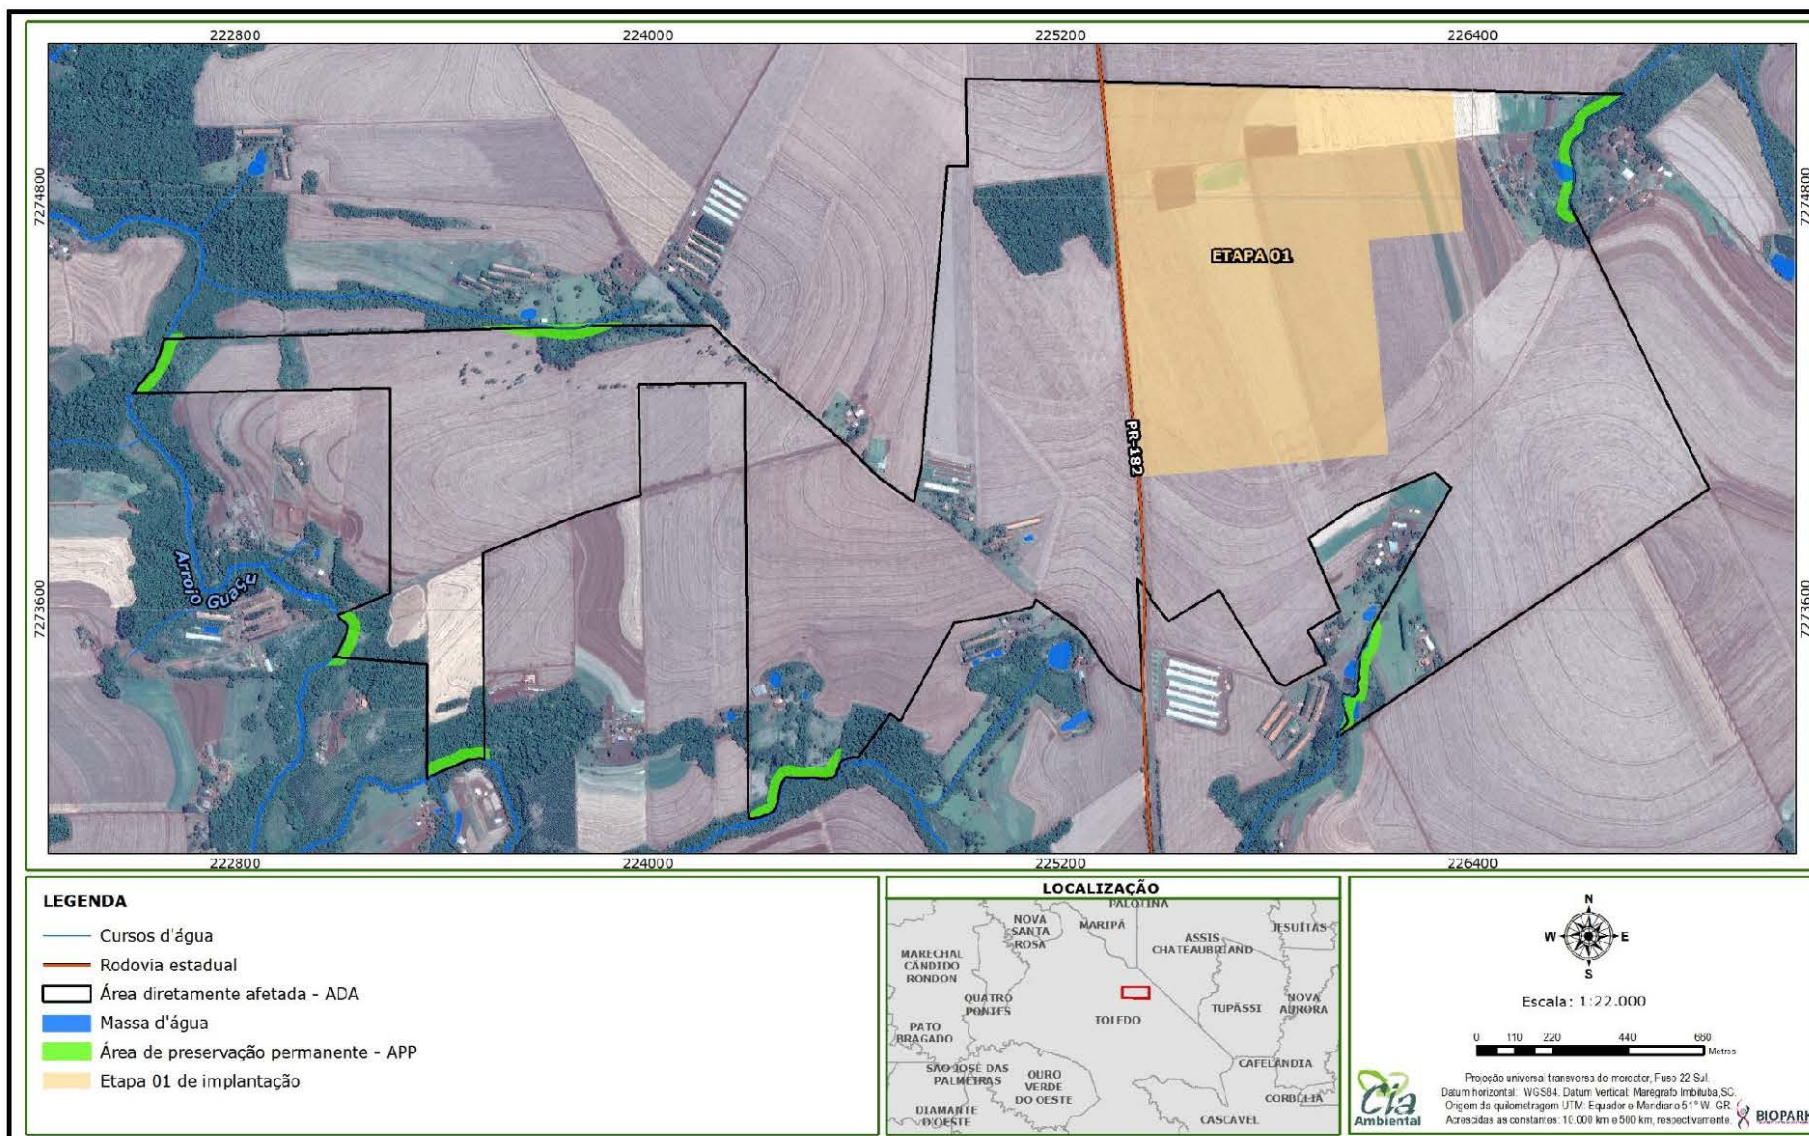 222800 224000 225200 226400
7274800
7274800
ETAPA 01
PR-182
Arroio
Guaçu
7273600
7273600
222800 224000 225200 226400
LEGENDA
Cursos d'água
Rodovia estadual
Área diretamente afetada - ADA
Massa d'água
Área de preservação permanente - APP
Etapa 01 de implantação
LOCALIZAÇÃO
PALOTINA
NOVA
SANTA
ROSA
MARIPÁ
ASSIS
CHATEAUBRIAND
JESUÍTAS
MARECHAL
CÂNDIDO
RONDON
QUATRO
PONTES
TUPÃSSI
NOVA
AURORA
TOLEDO
PATO
BRAGADO
CAFELÂNDIA
SÃO JOSÉ DAS
PALMEIRAS
OURO
VERDE
DO OESTE
CORBÉLIA
DIAMANTE
D'OESTE
CASCAVEL
N
W E
S
Escala: 1:22.000
0 110 220 440 660
Metros
Projeção universal transversa de mercator, Fuso 22 Sul.
Datum horizontal: WGS84, Datum Vertical: Marégrafo Imbituba,SC.
Origem da quilometragem UTM: Equador e Meridiano 51° W. GR.
Acrescidas as constantes: 10.000 km e 500 km, respectivamente.
Cia
Ambiental
BIOPARK